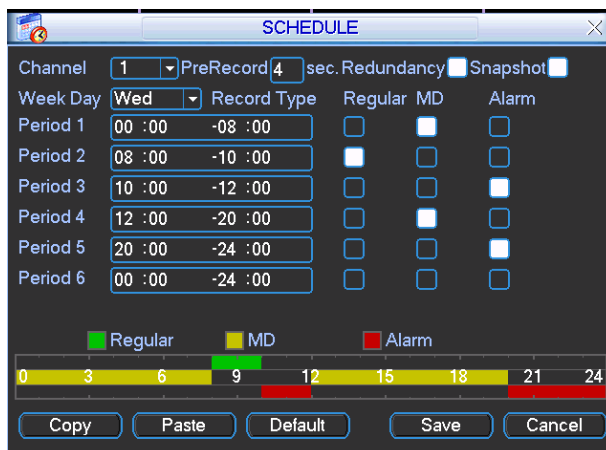 SCHEDULE
Channel 1 PreRecord 4 sec. Redundancy Snapshot
Week Day Wed Record Type Regular MD Alarm
Period 1 00 :00 -08 :00
Period 2 08 :00 -10 :00
Period 3 10 :00 -12 :00
Period 4 12 :00 -20 :00
Period 5 20 :00 -24 :00
Period 6 00 :00 -24 :00
Regular MD Alarm
0 3 6 9 12 15 18 21 24
Copy Paste Default Save Cancel